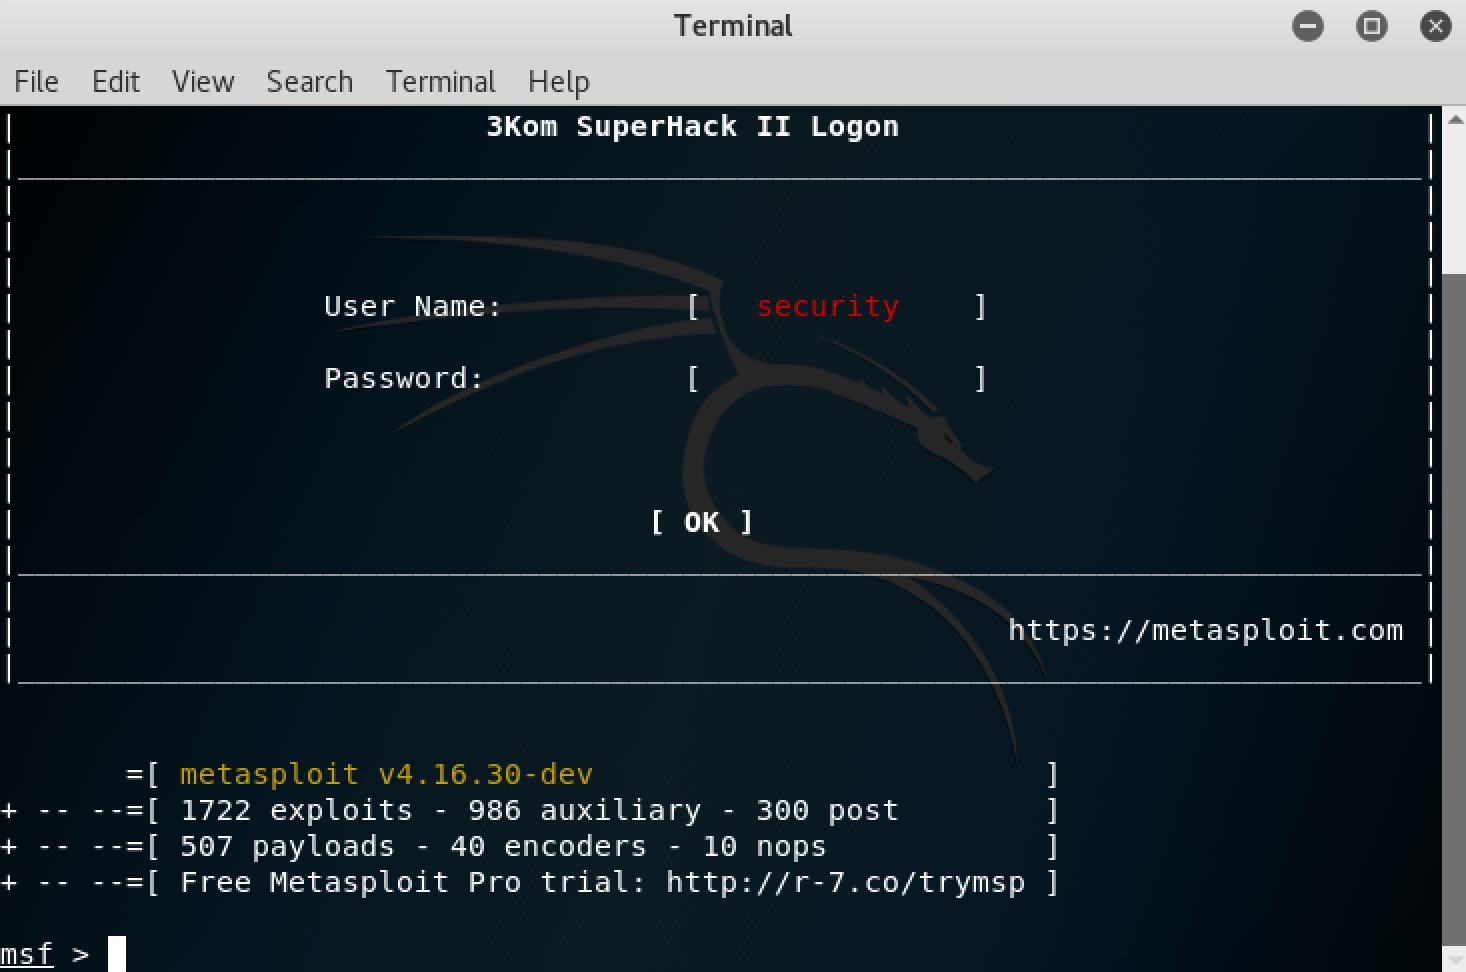 Terminal
File Edit View Search Terminal Help
3Kom SuperHack II Logon
User Name: [ security ]
Password: [ ]
[ OK ]
https://metasploit.com
=[ metasploit v4.16.30-dev ]
+ -- --=[ 1722 exploits - 986 auxiliary - 300 post ]
+ -- --=[ 507 payloads - 40 encoders - 10 nops ]
+ -- --=[ Free Metasploit Pro trial: http://r-7.co/trymsp ]
msf >